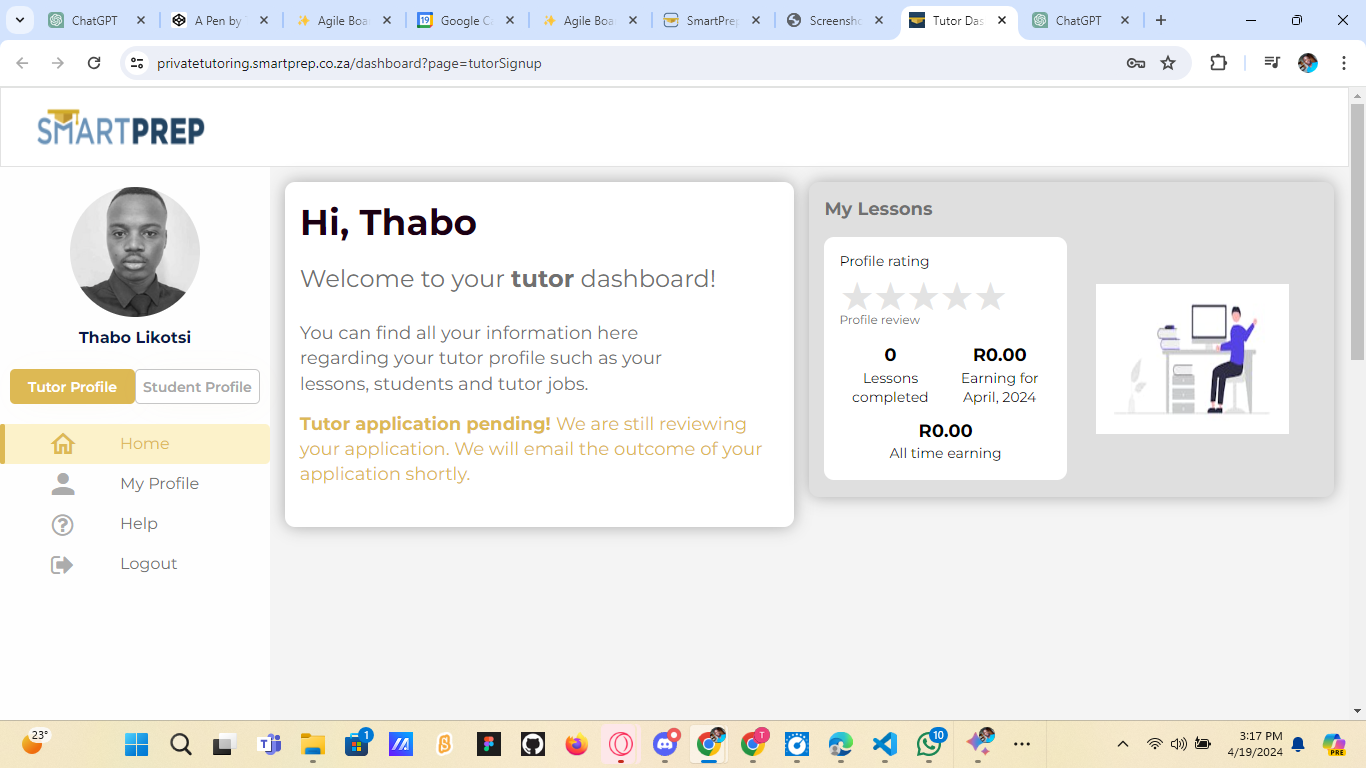 ChatGPT
A Pen by
Agile Boa
Google C
Agile Boa
SmartPrep
Screensho
Tutor Das
ChatGPT
privatetutoring.smartprep.co.za/dashboard?page=tutorSignup
SMARTPREP
Thabo Likotsi
Tutor Profile
Student Profile
Home
My Profile
Help
Logout
Hi, Thabo
Welcome to your tutor dashboard!
You can find all your information here
regarding your tutor profile such as your
lessons, students and tutor jobs.
Tutor application pending! We are still reviewing
your application. We will email the outcome of your
application shortly.
My Lessons
Profile rating
Profile review
0
Lessons
completed
R0.00
Earning for
April, 2024
R0.00
All time earning
23°
1
T
10
3:17 PM
4/19/2024
PRE